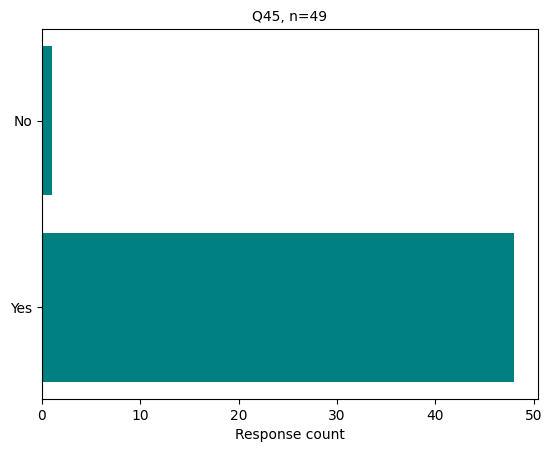 Q45, n=49
No
Yes
0 10 20 30 40 50
Response count